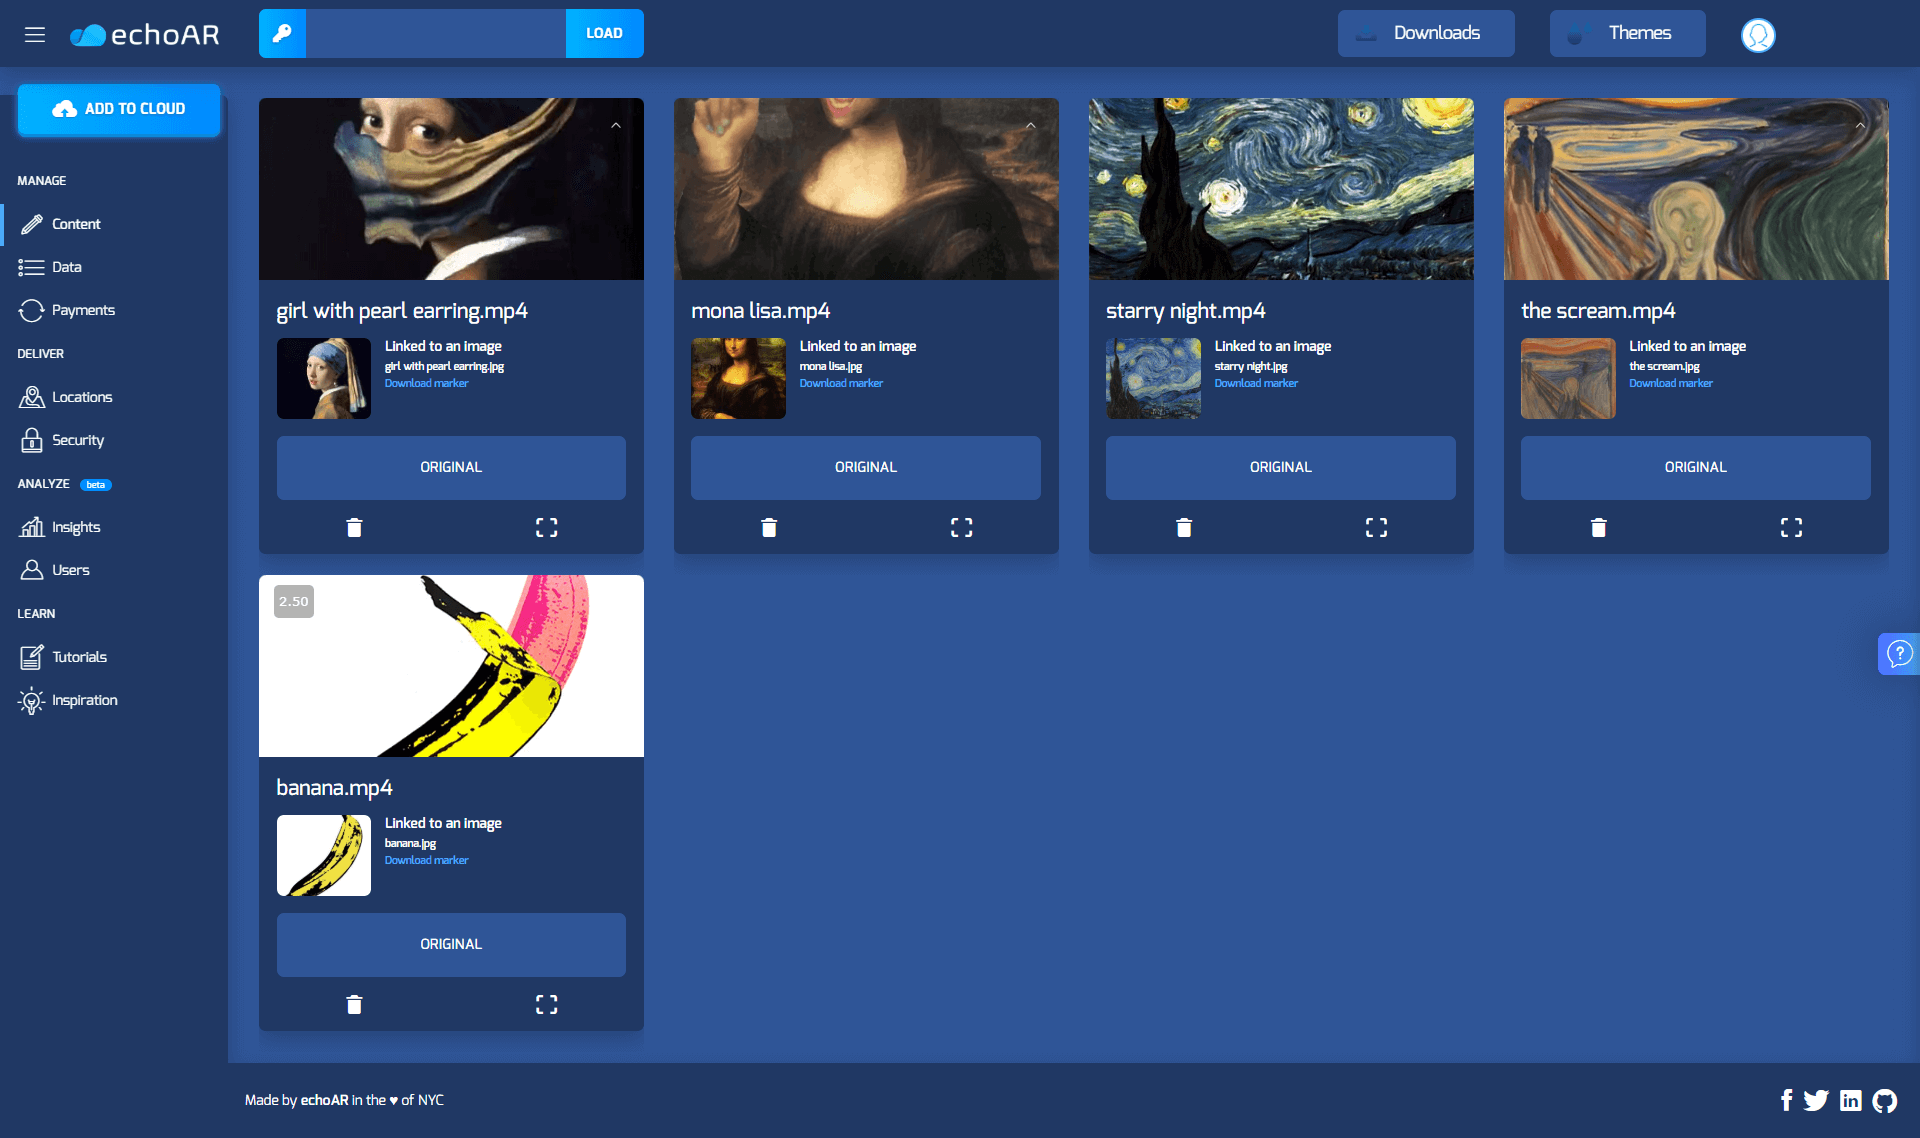 echoAR
LOAD
Downloads
Themes
ADD TO CLOUD
MANAGE
Content
Data
Payments
DELIVER
Locations
Security
ANALYZE beta
Insights
Users
LEARN
Tutorials
Inspiration
girl with pearl earring.mp4
Linked to an image
girl with pearl earring.jpg
Download marker
ORIGINAL
mona lisa.mp4
Linked to an image
mona lisa.jpg
Download marker
ORIGINAL
starry night.mp4
Linked to an image
starry night.jpg
Download marker
ORIGINAL
the scream.mp4
Linked to an image
the scream.jpg
Download marker
ORIGINAL
2.50
banana.mp4
Linked to an image
banana.jpg
Download marker
ORIGINAL
Made by echoAR in the ♥ of NYC